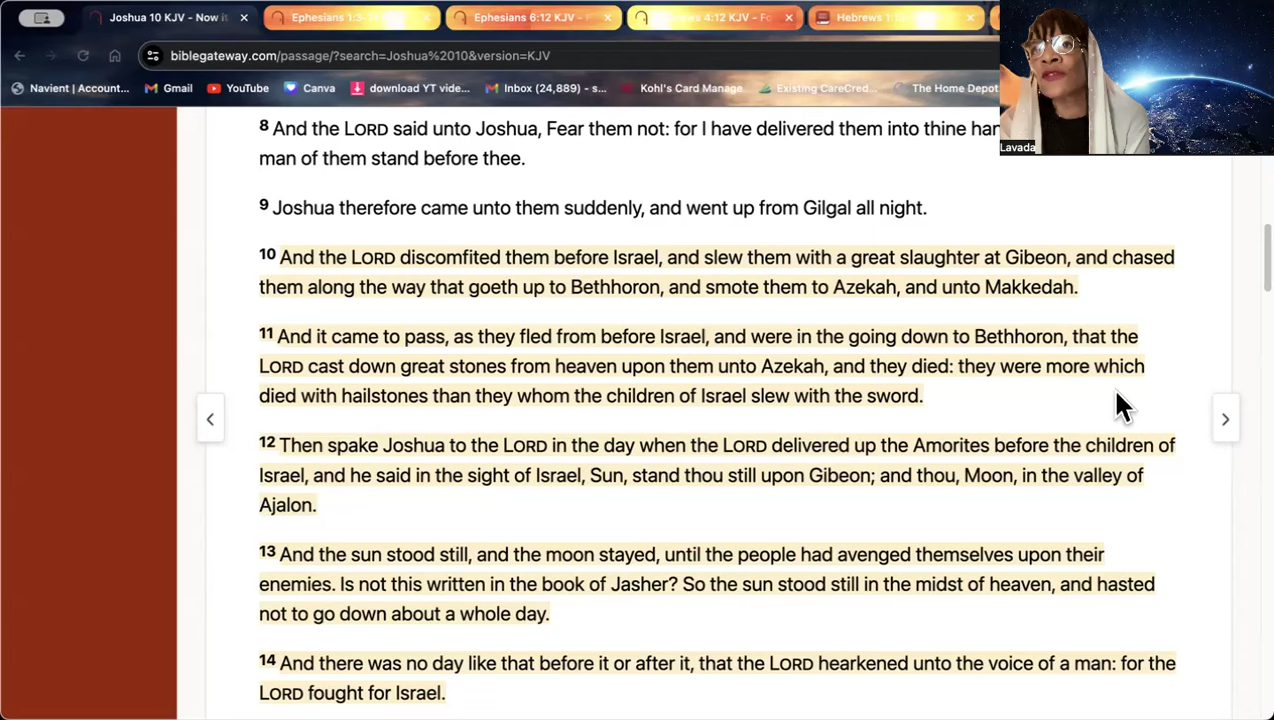 Joshua 10 KJV - Now it
Ephesians 1:3-
Ephesians 6:12 KJV -
4:12 KJV - Fo
Hebrews 1:
biblegateway.com/passage/?search=Joshua%2010&version=KJV
Navient | Account...
Gmail
YouTube
Canva
download YT vide...
Inbox (24,889) - s...
Kohl's Card Manage
Existing CareCred...
The Home Depot
Lavada
8 And the LORD said unto Joshua, Fear them not: for I have delivered them into thine han
man of them stand before thee.
9 Joshua therefore came unto them suddenly, and went up from Gilgal all night.
10 And the LORD discomfited them before Israel, and slew them with a great slaughter at Gibeon, and chased
them along the way that goeth up to Bethhoron, and smote them to Azekah, and unto Makkedah.
11 And it came to pass, as they fled from before Israel, and were in the going down to Bethhoron, that the
LORD cast down great stones from heaven upon them unto Azekah, and they died: they were more which
died with hailstones than they whom the children of Israel slew with the sword.
12 Then spake Joshua to the LORD in the day when the LORD delivered up the Amorites before the children of
Israel, and he said in the sight of Israel, Sun, stand thou still upon Gibeon; and thou, Moon, in the valley of
Ajalon.
13 And the sun stood still, and the moon stayed, until the people had avenged themselves upon their
enemies. Is not this written in the book of Jasher? So the sun stood still in the midst of heaven, and hasted
not to go down about a whole day.
14 And there was no day like that before it or after it, that the LORD hearkened unto the voice of a man: for the
LORD fought for Israel.